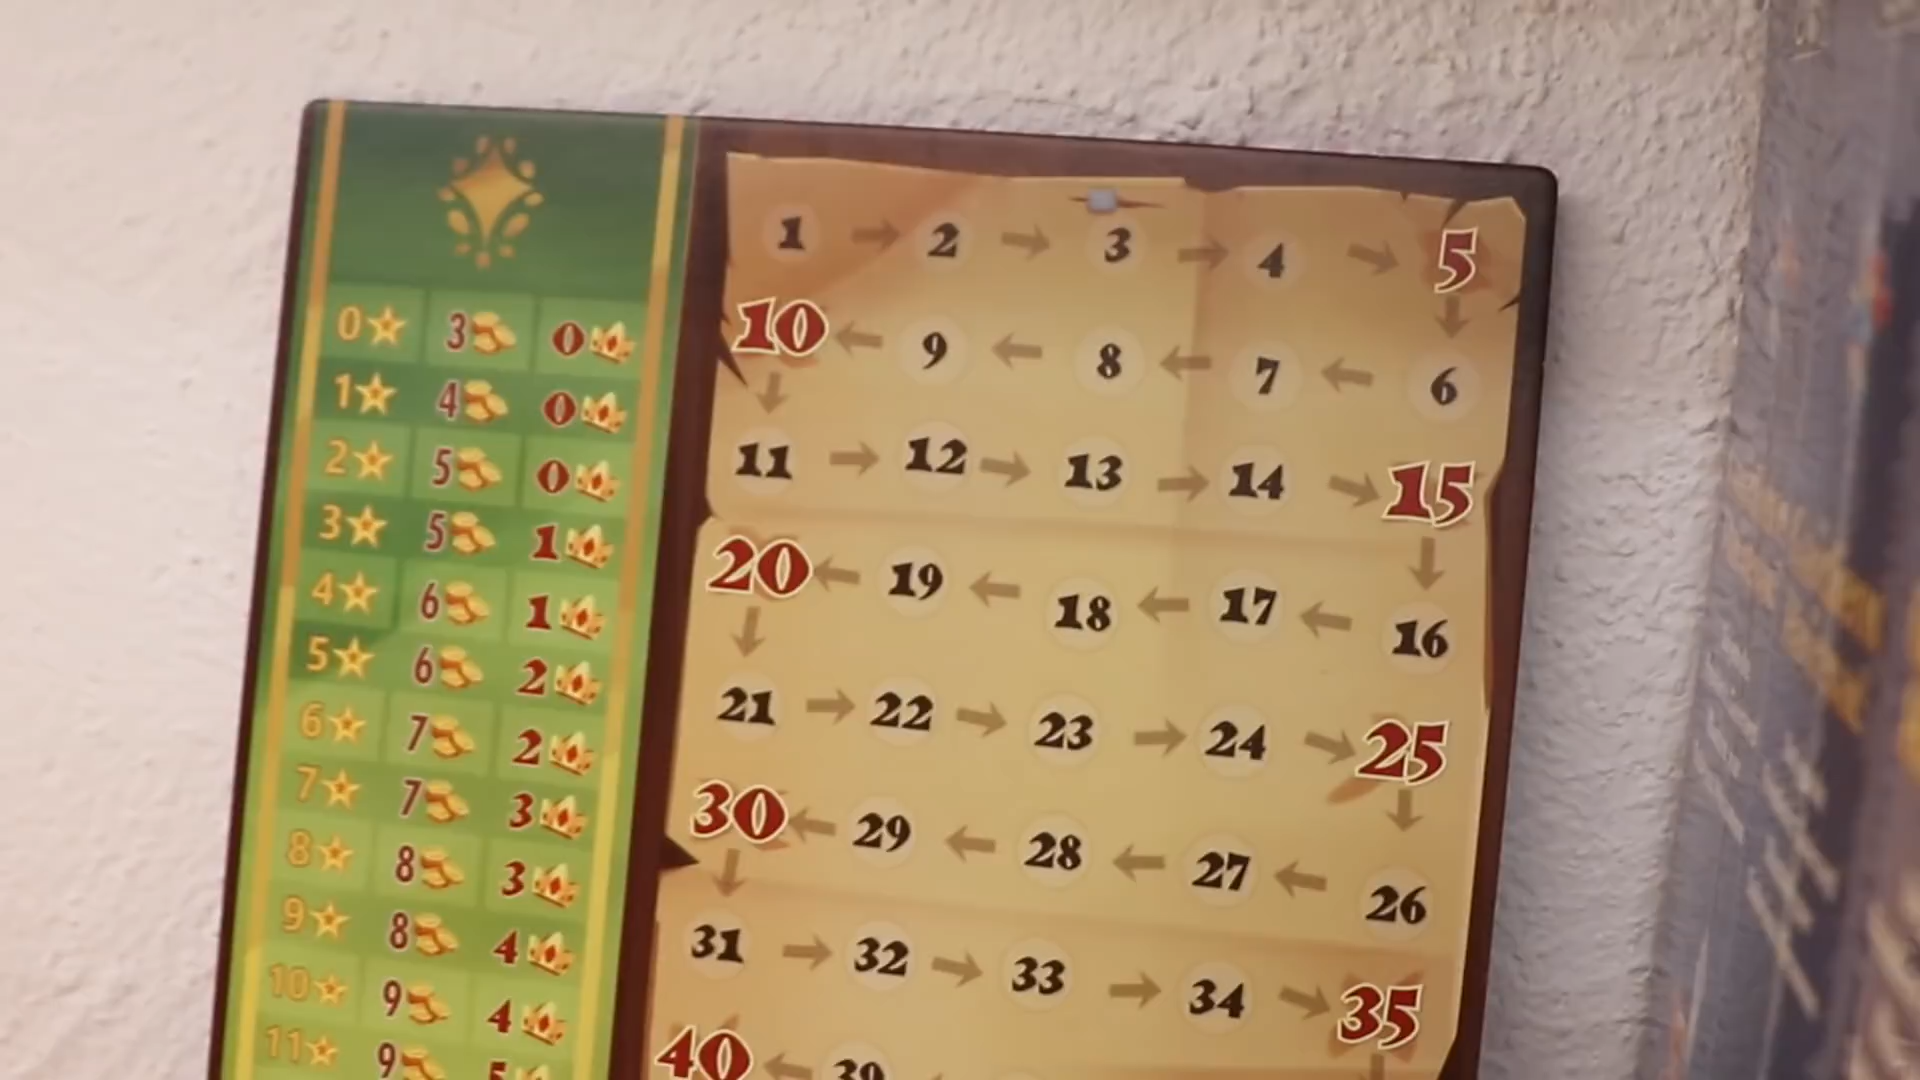 1 2 3 4 5
10 9 8 7 6
11 12 13 14 15
20 19 18 17 16
21 22 23 24 25
30 29 28 27 26
31 32 33 34 35
40 39
0 3 0
1 4 0
2 5 0
3 5 1
4 6 1
5 6 2
6 7 2
7 7 3
8 8 3
9 8 4
10 9 4
11 9 5